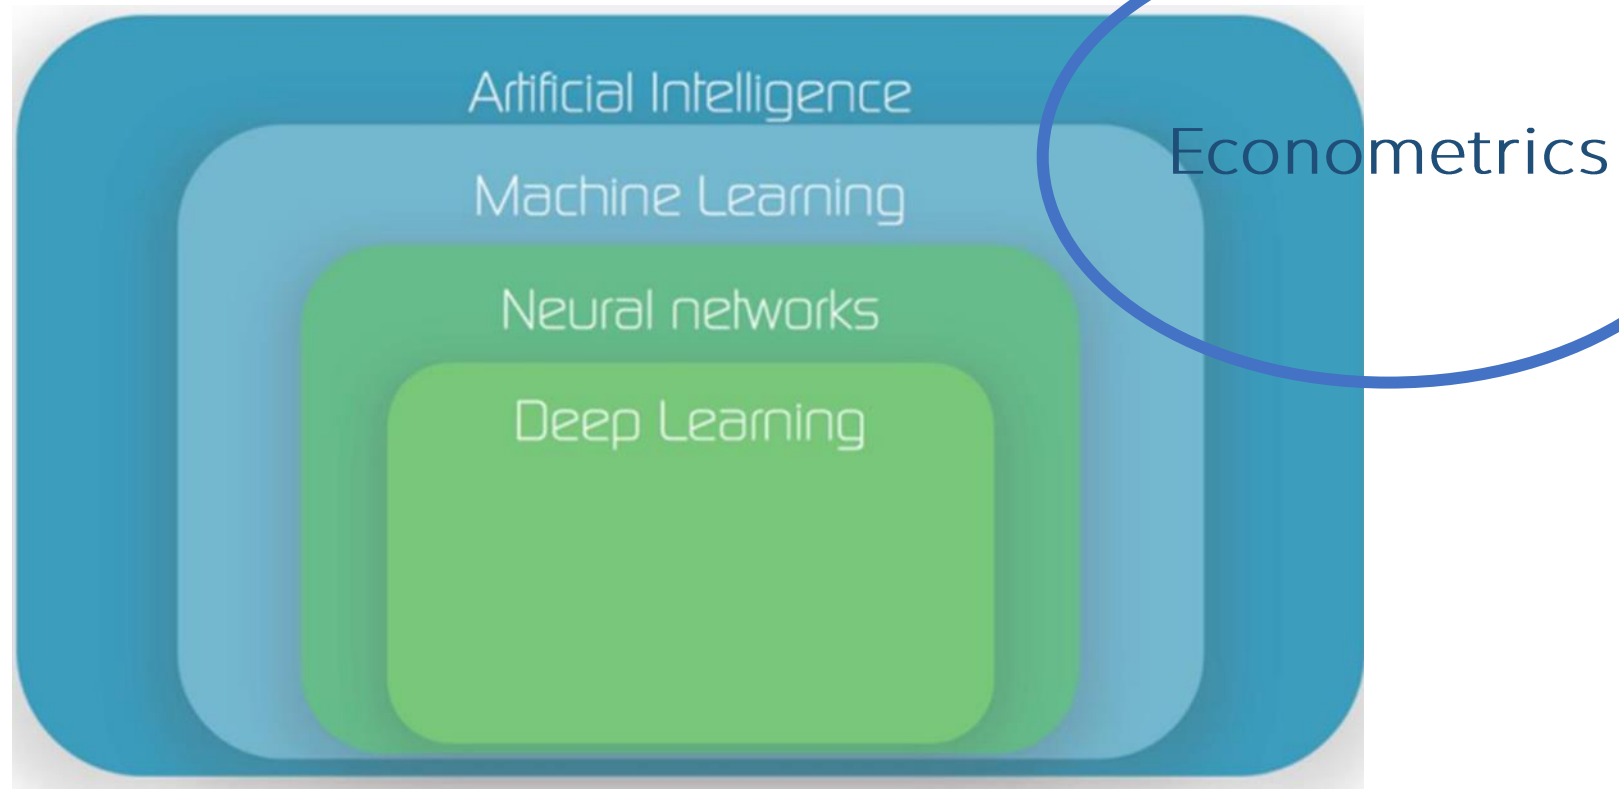 Artificial Intelligence
Econometrics
Machine Learning
Neural networks
Deep Learning